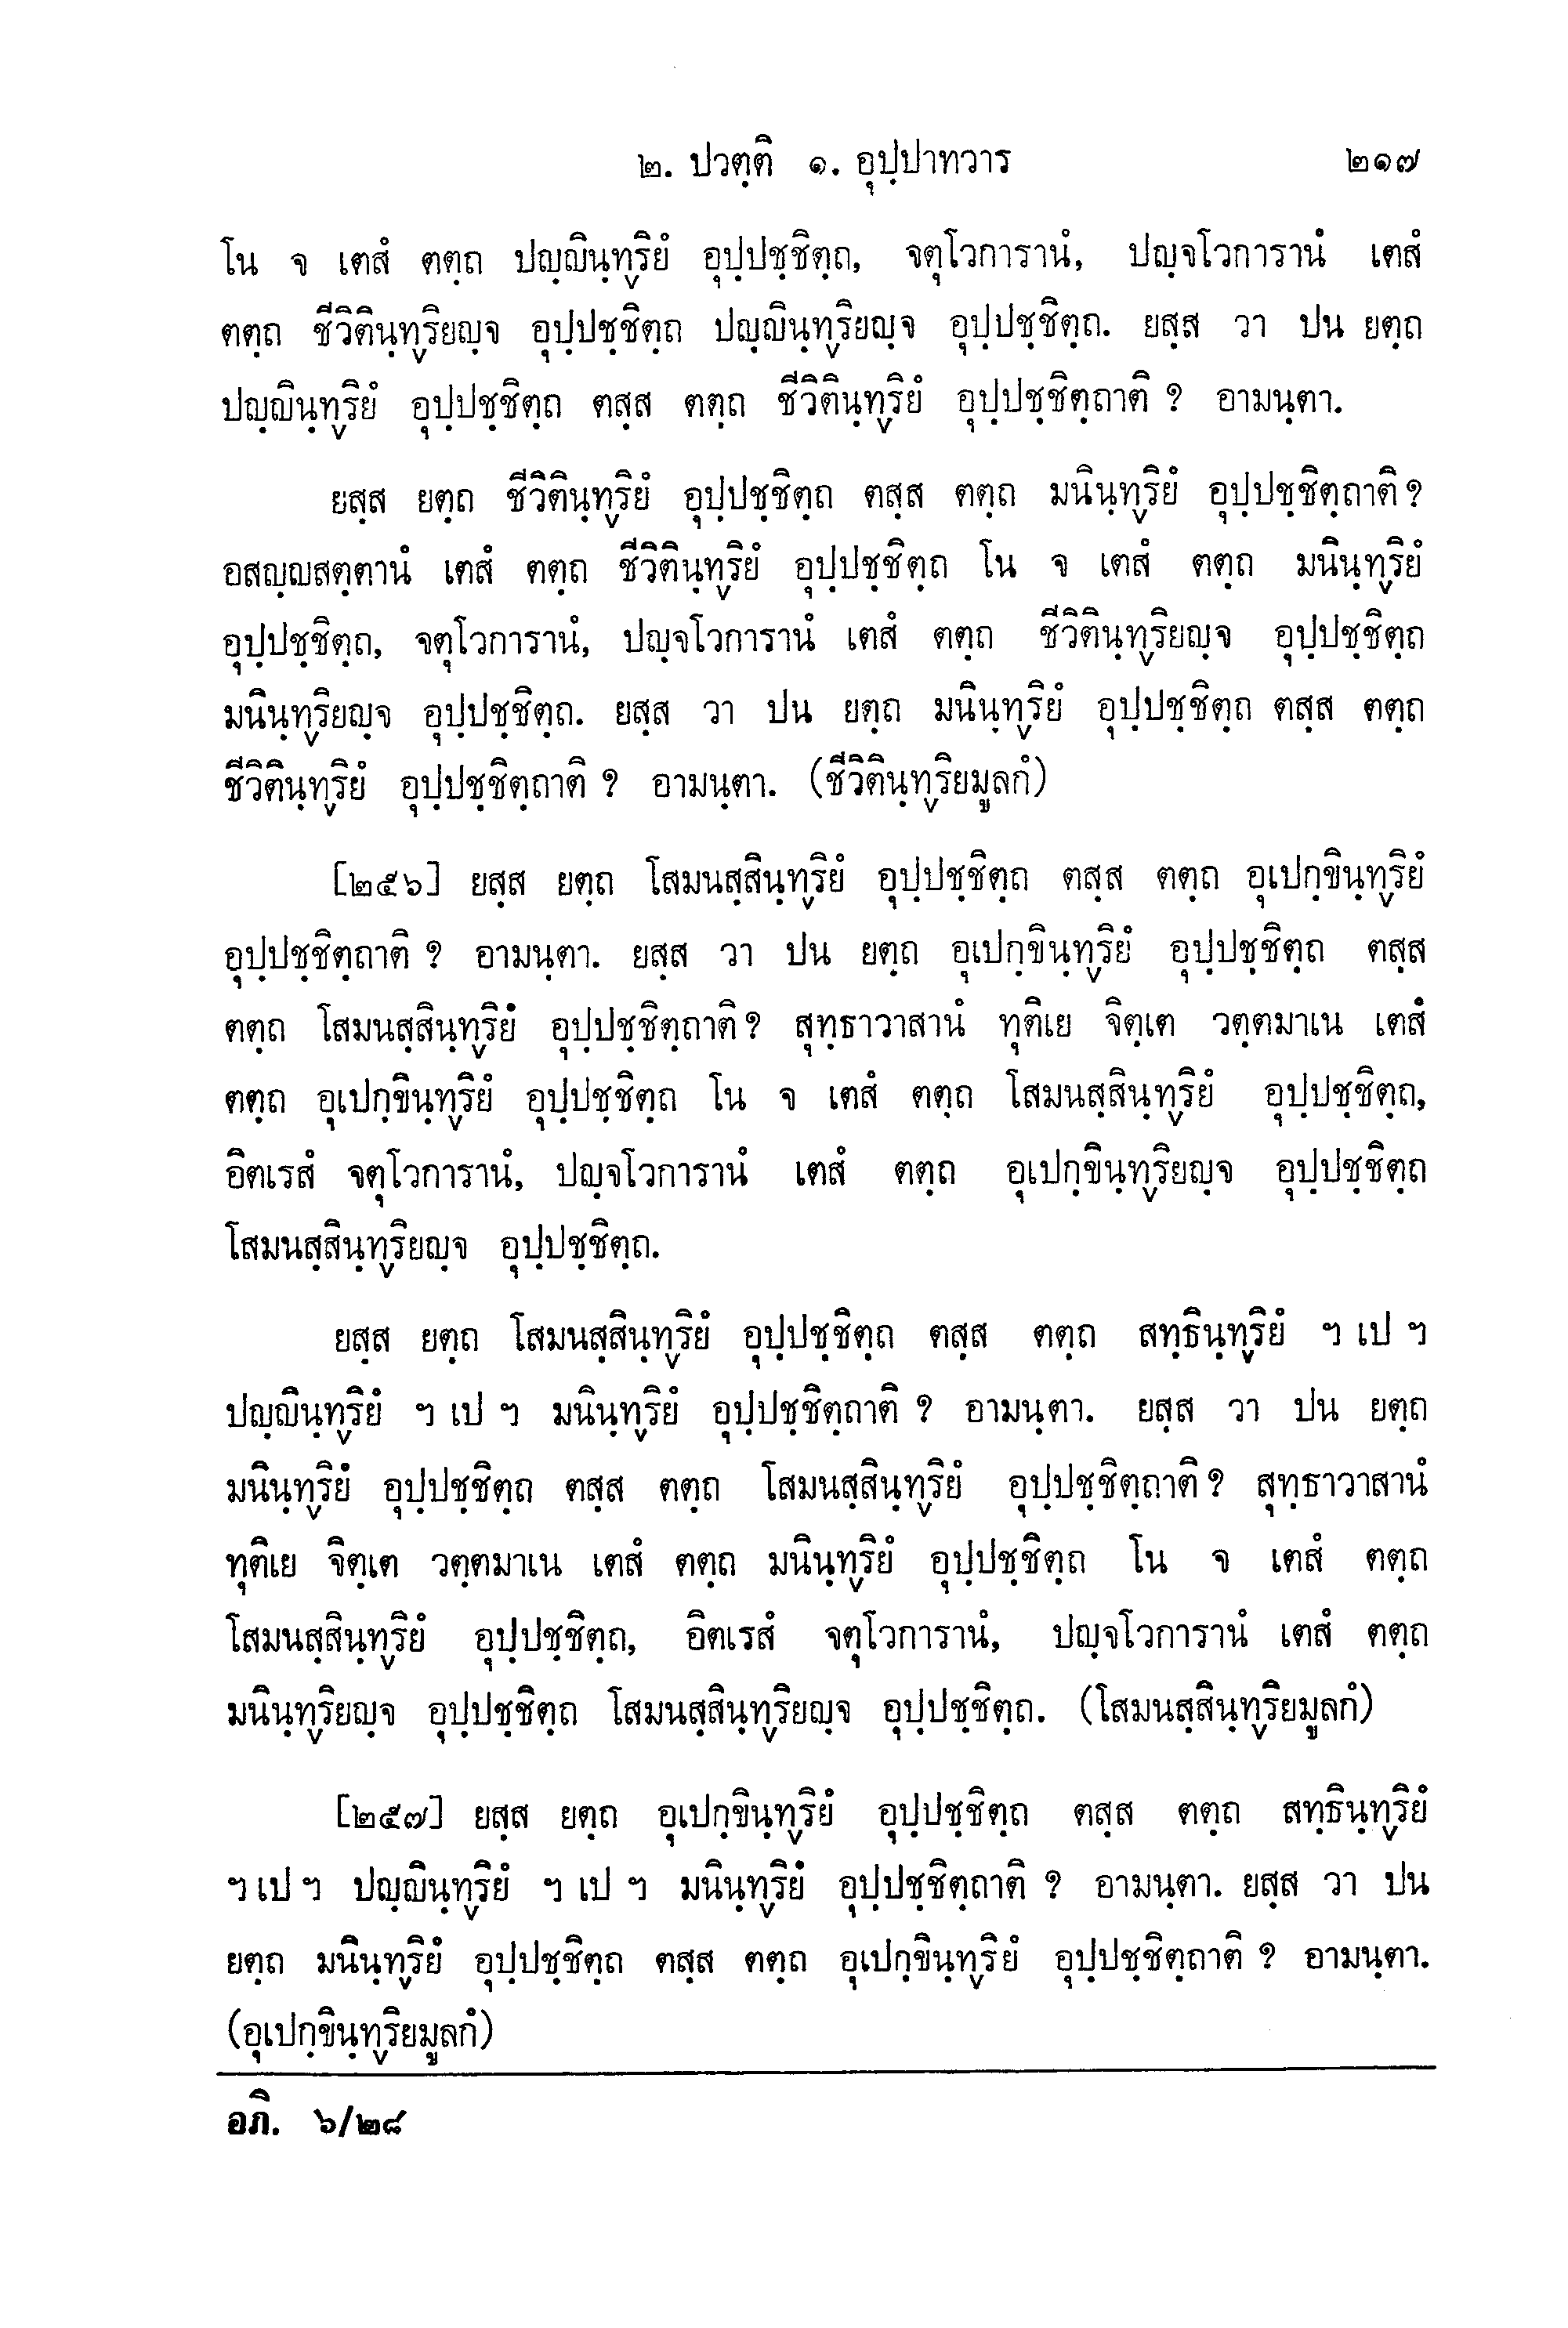 ๒. ปวตฺติ ๑. อุปฺปาทวาร ๒๑๗
โน จ เตสํ ตตฺถ ปญฺญินฺทฺริยํ อุปฺปชฺชิตฺถ, จตุโวการานํ, ปญฺจโวการานํ เตสํ
ตตฺถ ชีวิตินฺทฺริยญฺจ อุปฺปชฺชิตฺถ ปญฺญินฺทฺริยญฺจ อุปฺปชฺชิตฺถ. ยสฺส วา ปน ยตฺถ
ปญฺญินฺทฺริยํ อุปฺปชฺชิตฺถ ตสฺส ตตฺถ ชีวิตินฺทฺริยํ อุปฺปชฺชิตฺถาติ ? อามนฺตา.
ยสฺส ยตฺถ ชีวิตินฺทฺริยํ อุปฺปชฺชิตฺถ ตสฺส ตตฺถ มนินฺทฺริยํ อุปฺปชฺชิตฺถาติ ?
อสญฺญสตฺตานํ เตสํ ตตฺถ ชีวิตินฺทฺริยํ อุปฺปชฺชิตฺถ โน จ เตสํ ตตฺถ มนินฺทฺริยํ
อุปฺปชฺชิตฺถ, จตุโวการานํ, ปญฺจโวการานํ เตสํ ตตฺถ ชีวิตินฺทฺริยญฺจ อุปฺปชฺชิตฺถ
มนินฺทฺริยญฺจ อุปฺปชฺชิตฺถ. ยสฺส วา ปน ยตฺถ มนินฺทฺริยํ อุปฺปชฺชิตฺถ ตสฺส ตตฺถ
ชีวิตินฺทฺริยํ อุปฺปชฺชิตฺถาติ ? อามนฺตา. (ชีวิตินฺทฺริยมูลกํ)
[๒๕๖] ยสฺส ยตฺถ โสมนสฺสินฺทฺริยํ อุปฺปชฺชิตฺถ ตสฺส ตตฺถ อุเปกฺขินฺทฺริยํ
อุปฺปชฺชิตฺถาติ ? อามนฺตา. ยสฺส วา ปน ยตฺถ อุเปกฺขินฺทฺริยํ อุปฺปชฺชิตฺถ ตสฺส
ตตฺถ โสมนสฺสินฺทฺริยํ อุปฺปชฺชิตฺถาติ ? สุทฺธาวาสานํ ทุติเย จิตฺเต วตฺตมาเน เตสํ
ตตฺถ อุเปกฺขินฺทฺริยํ อุปฺปชฺชิตฺถ โน จ เตสํ ตตฺถ โสมนสฺสินฺทฺริยํ อุปฺปชฺชิตฺถ,
อิตเรสํ จตุโวการานํ, ปญฺจโวการานํ เตสํ ตตฺถ อุเปกฺขินฺทฺริยญฺจ อุปฺปชฺชิตฺถ
โสมนสฺสินฺทฺริยญฺจ อุปฺปชฺชิตฺถ.
ยสฺส ยตฺถ โสมนสฺสินฺทฺริยํ อุปฺปชฺชิตฺถ ตสฺส ตตฺถ สทฺธินฺทฺริยํ ฯ เป ฯ
ปญฺญินฺทฺริยํ ฯ เป ฯ มนินฺทฺริยํ อุปฺปชฺชิตฺถาติ ? อามนฺตา. ยสฺส วา ปน ยตฺถ
มนินฺทฺริยํ อุปฺปชฺชิตฺถ ตสฺส ตตฺถ โสมนสฺสินฺทฺริยํ อุปฺปชฺชิตฺถาติ ? สุทฺธาวาสานํ
ทุติเย จิตฺเต วตฺตมาเน เตสํ ตตฺถ มนินฺทฺริยํ อุปฺปชฺชิตฺถ โน จ เตสํ ตตฺถ
โสมนสฺสินฺทฺริยํ อุปฺปชฺชิตฺถ, อิตเรสํ จตุโวการานํ, ปญฺจโวการานํ เตสํ ตตฺถ
มนินฺทฺริยญฺจ อุปฺปชฺชิตฺถ โสมนสฺสินฺทฺริยญฺจ อุปฺปชฺชิตฺถ. (โสมนสฺสินฺทฺริยมูลกํ)
[๒๕๗] ยสฺส ยตฺถ อุเปกฺขินฺทฺริยํ อุปฺปชฺชิตฺถ ตสฺส ตตฺถ สทฺธินฺทฺริยํ
ฯ เป ฯ ปญฺญินฺทฺริยํ ฯ เป ฯ มนินฺทฺริยํ อุปฺปชฺชิตฺถาติ ? อามนฺตา. ยสฺส วา ปน
ยตฺถ มนินฺทฺริยํ อุปฺปชฺชิตฺถ ตสฺส ตตฺถ อุเปกฺขินฺทฺริยํ อุปฺปชฺชิตฺถาติ ? อามนฺตา.
(อุเปกฺขินฺทฺริยมูลกํ)
อภิ. ๖/๒๘